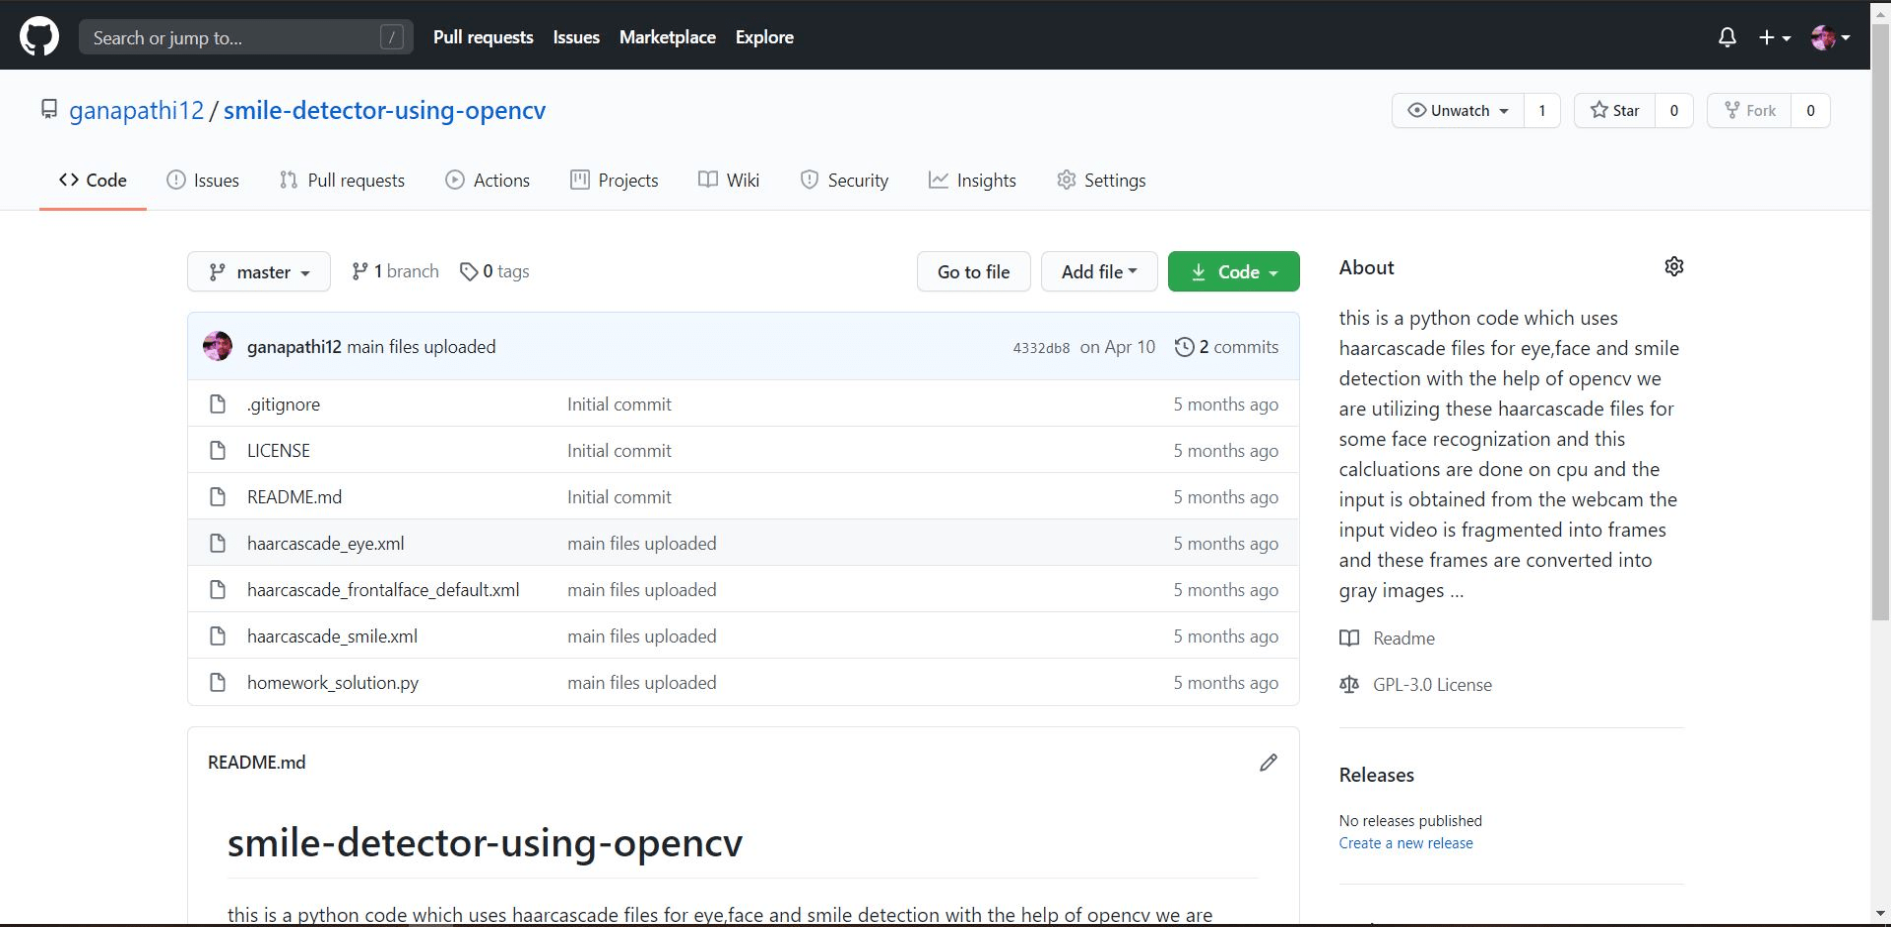 Search or jump to... / Pull requests Issues Marketplace Explore
ganapathi12 / smile-detector-using-opencv Unwatch 1 Star 0 Fork 0
Code Issues Pull requests Actions Projects Wiki Security Insights Settings
master 1 branch 0 tags Go to file Add file Code
ganapathi12 main files uploaded 4332db8 on Apr 10 2 commits
.gitignore Initial commit 5 months ago
LICENSE Initial commit 5 months ago
README.md Initial commit 5 months ago
haarcascade_eye.xml main files uploaded 5 months ago
haarcascade_frontalface_default.xml main files uploaded 5 months ago
haarcascade_smile.xml main files uploaded 5 months ago
homework_solution.py main files uploaded 5 months ago
README.md
smile-detector-using-opencv
this is a python code which uses haarcascade files for eye,face and smile detection with the help of opencv we are
About
this is a python code which uses
haarcascade files for eye,face and smile
detection with the help of opencv we
are utilizing these haarcascade files for
some face recognization and this
calcluations are done on cpu and the
input is obtained from the webcam the
input video is fragmented into frames
and these frames are converted into
gray images ...
Readme
GPL-3.0 License
Releases
No releases published
Create a new release